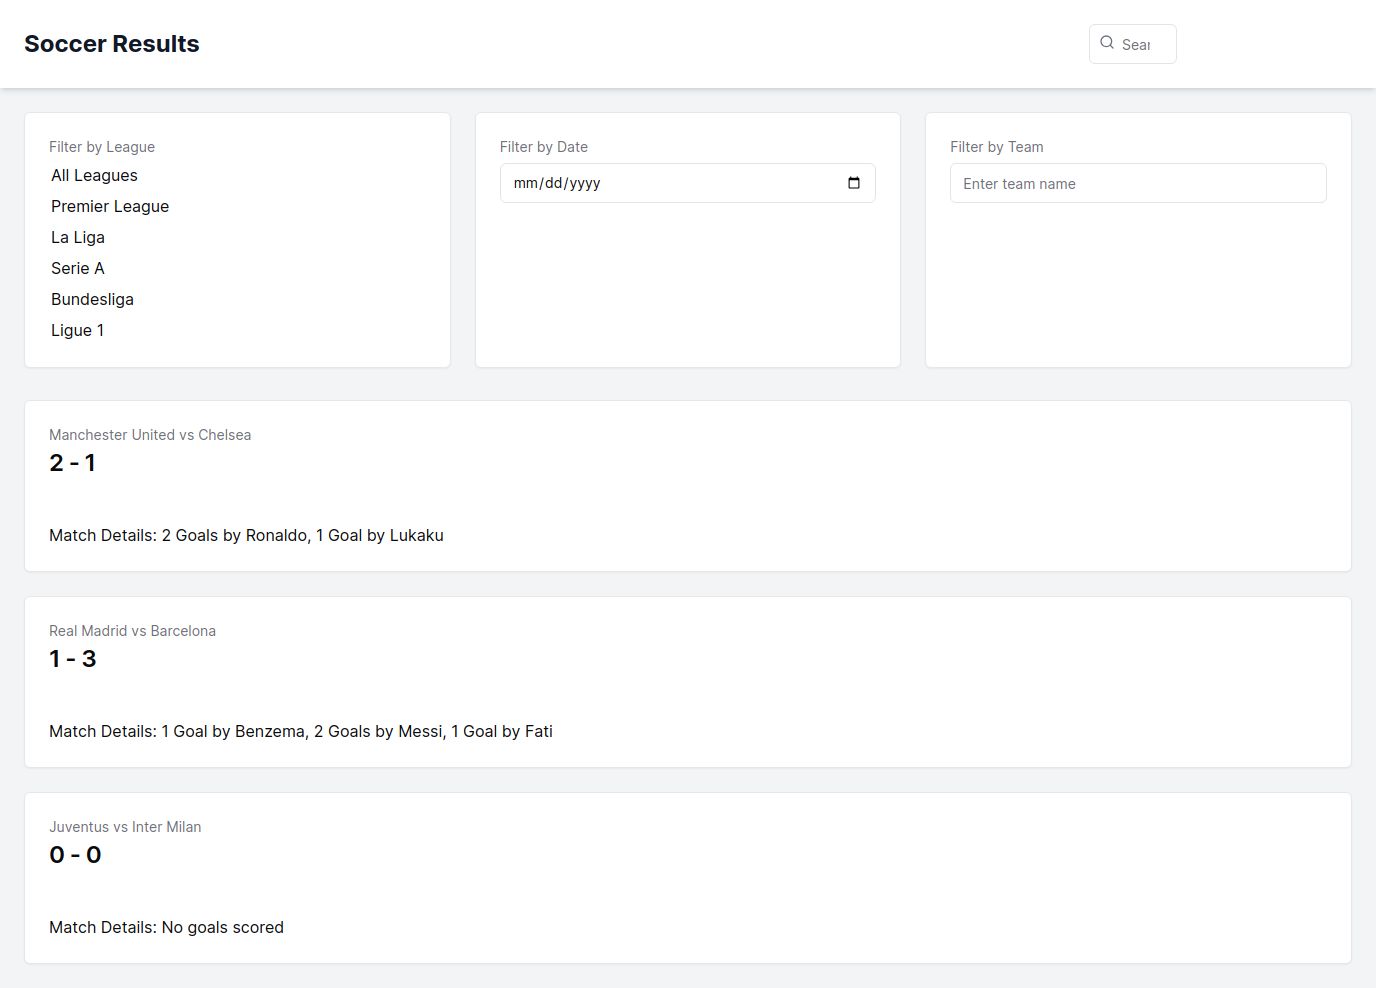 Soccer Results
Sear
Filter by League
All Leagues
Premier League
La Liga
Serie A
Bundesliga
Ligue 1
Filter by Date
mm/dd/yyyy
Filter by Team
Enter team name
Manchester United vs Chelsea
2 - 1
Match Details: 2 Goals by Ronaldo, 1 Goal by Lukaku
Real Madrid vs Barcelona
1 - 3
Match Details: 1 Goal by Benzema, 2 Goals by Messi, 1 Goal by Fati
Juventus vs Inter Milan
0 - 0
Match Details: No goals scored